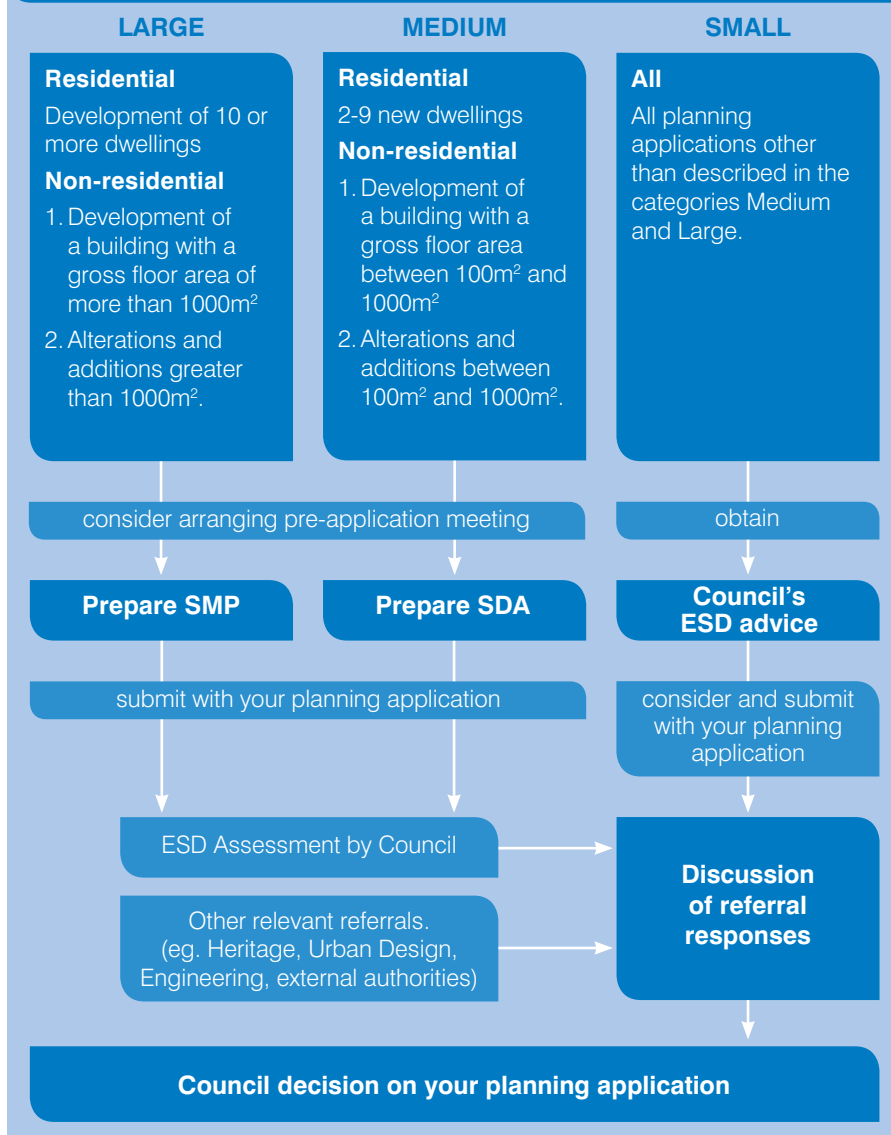 LARGE
Residential
Development of 10 or
more dwellings
Non-residential
1. Development of
a building with a
gross floor area of
more than 1000m²
2. Alterations and
additions greater
than 1000m².
MEDIUM
Residential
2-9 new dwellings
Non-residential
1. Development of
a building with a
gross floor area
between 100m² and
1000m²
2. Alterations and
additions between
100m² and 1000m².
SMALL
All
All planning
applications other
than described in the
categories Medium
and Large.
consider arranging pre-application meeting
obtain
Prepare SMP
Prepare SDA
Council's
ESD advice
submit with your planning application
consider and submit
with your planning
application
ESD Assessment by Council
Other relevant referrals.
(eg. Heritage, Urban Design,
Engineering, external authorities)
Discussion
of referral
responses
Council decision on your planning application